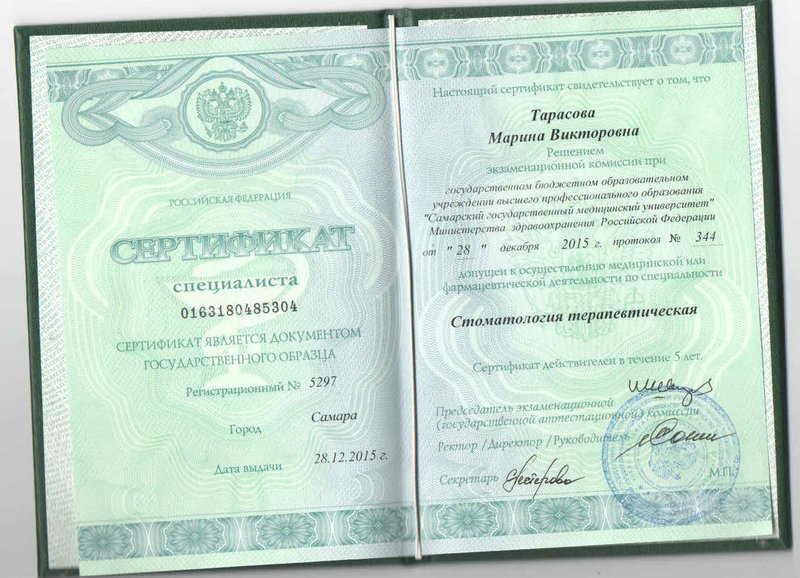 РОССИЙСКАЯ ФЕДЕРАЦИЯ
СЕРТИФИКАТ
специалиста
0163180485304
СЕРТИФИКАТ ЯВЛЯЕТСЯ ДОКУМЕНТОМ
ГОСУДАРСТВЕННОГО ОБРАЗЦА
Регистрационный № 5297
Город Самара
Дата выдачи 28.12.2015 г.
Настоящий сертификат свидетельствует о том, что
Тарасова
Марина Викторовна
Решением
экзаменационной комиссии при
государственном бюджетном образовательном
учреждении высшего профессионального образования
"Самарский государственный медицинский университет"
Министерства здравоохранения Российской Федерации
от "28" декабря 2015 г. протокол № 344
допущен к осуществлению медицинской или
фармацевтической деятельности по специальности
Стоматология терапевтическая
Сертификат действителен в течение 5 лет.
Председатель экзаменационной
(государственной аттестационной) комиссии
Ректор /Директор /Руководитель
Секретарь
М.П.